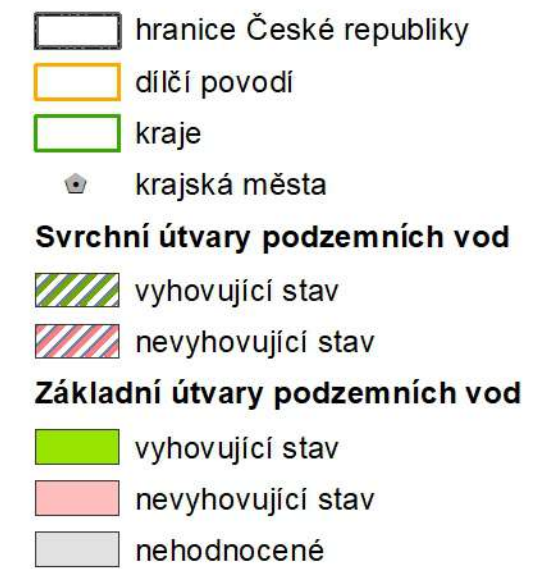 hranice České republiky
dílčí povodí
kraje
krajská města
Svrchní útvary podzemních vod
vyhovující stav
nevyhovující stav
Základní útvary podzemních vod
vyhovující stav
nevyhovující stav
nehodnocené